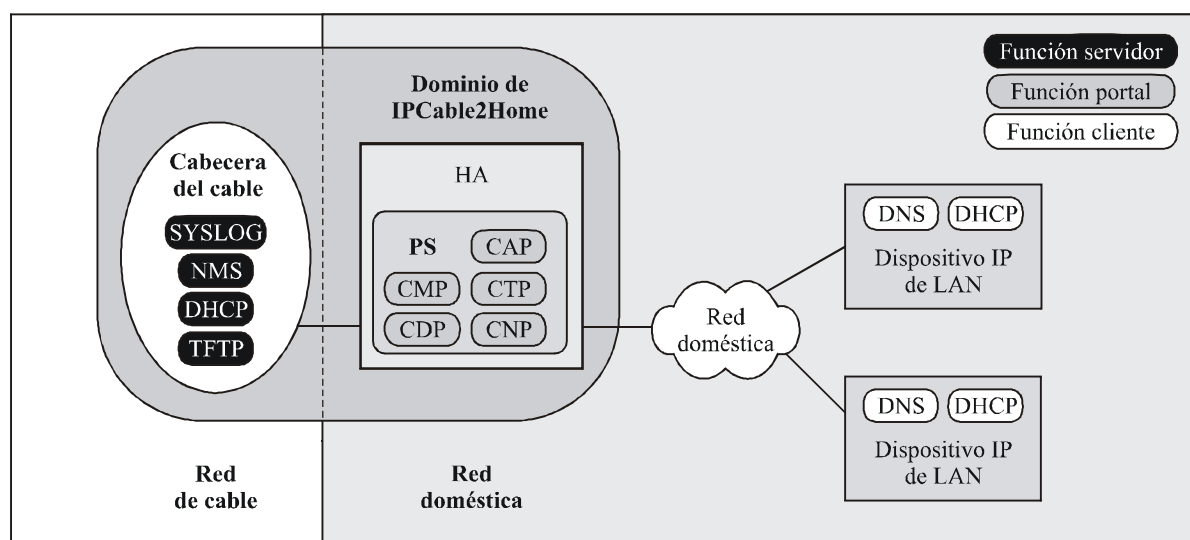 Función servidor
Función portal
Función cliente
Dominio de
IPCable2Home
Cabecera
del cable
SYSLOG
NMS
DHCP
TFTP
HA
PS
CAP
CMP
CTP
CDP
CNP
Red
doméstica
DNS
DHCP
Dispositivo IP
de LAN
DNS
DHCP
Dispositivo IP
de LAN
Red
de cable
Red
doméstica